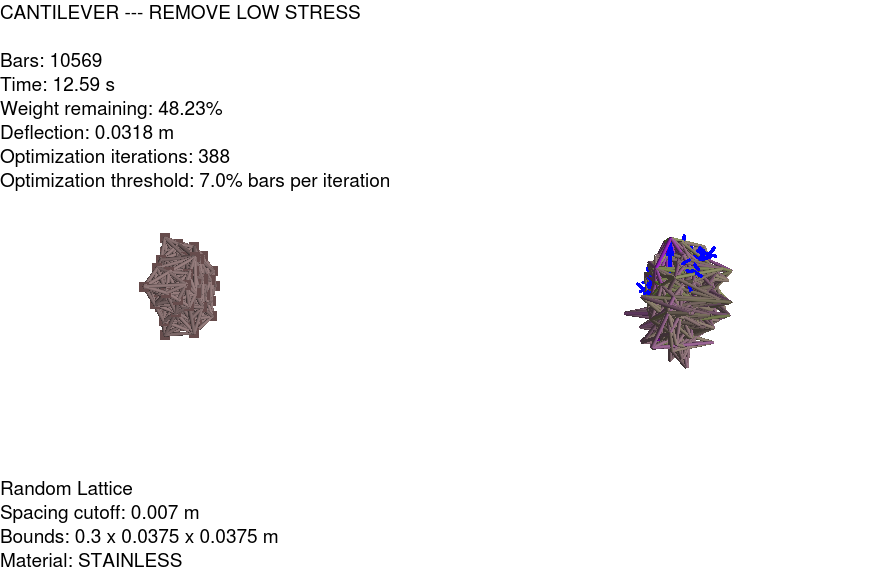 CANTILEVER --- REMOVE LOW STRESS
Bars: 10569
Time: 12.59 s
Weight remaining: 48.23%
Deflection: 0.0318 m
Optimization iterations: 388
Optimization threshold: 7.0% bars per iteration
Random Lattice
Spacing cutoff: 0.007 m
Bounds: 0.3 x 0.0375 x 0.0375 m
Material: STAINLESS